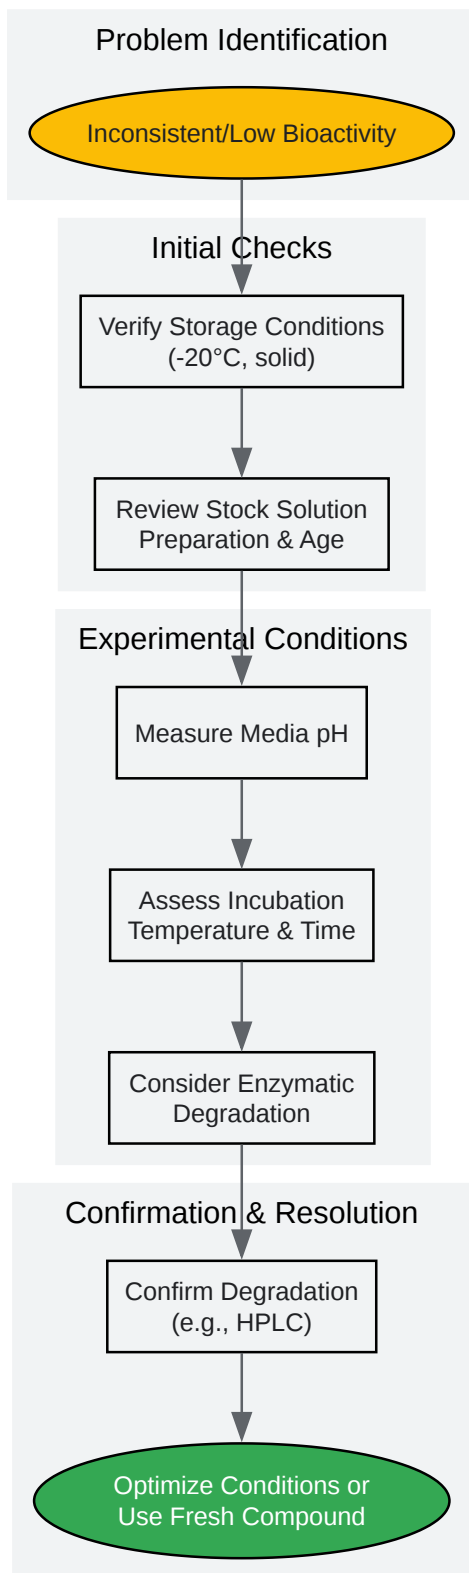 Problem Identification
Inconsistent/Low Bioactivity
Initial Checks
Verify Storage Conditions
(-20°C, solid)
Review Stock Solution
Preparation & Age
Experimental Conditions
Measure Media pH
Assess Incubation
Temperature & Time
Consider Enzymatic
Degradation
Confirmation & Resolution
Confirm Degradation
(e.g., HPLC)
Optimize Conditions or
Use Fresh Compound